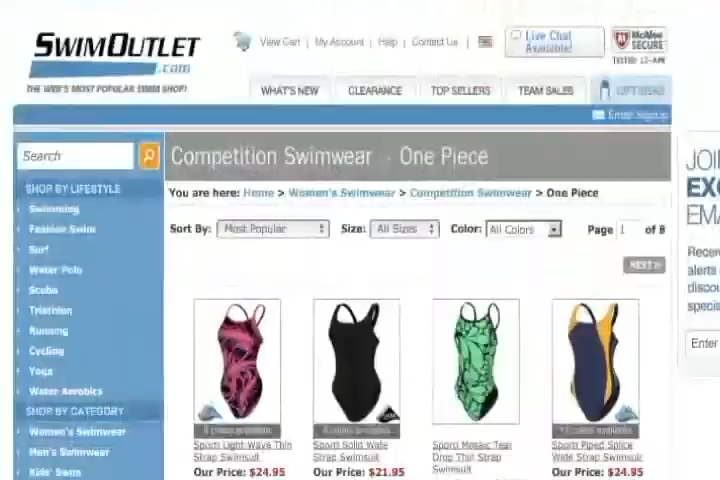 SWIMOUTLET
.com
THE WEB'S MOST POPULAR SWIM SHOP!
View Cart | My Account | Help | Contact Us |
Live Chat
Available!
McAfee
SECURE
WHAT'S NEW
CLEARANCE
TOP SELLERS
TEAM SALES
Email Signup
Search
Competition Swimwear - One Piece
JOI
EXC
EMA
SHOP BY LIFESTYLE
You are here: Home > Women's Swimwear > Competition Swimwear > One Piece
Swimming
Fashion Swim
Surf
Water Polo
Scuba
Triathlon
Running
Cycling
Yoga
Water Aerobics
Sort By: Most Popular
Size: All Sizes
Color: All Colors
Page 1 of 8
NEXT >
Recei
alerts
discou
specia
Enter
SHOP BY CATEGORY
Women's Swimwear
Men's Swimwear
Kids' Swim
Sporti Light Wave Thin
Strap Swimsuit
Our Price: $24.95
Sporti Solid Wide
Strap Swimsuit
Our Price: $21.95
Sporti Mosaic Tear
Drop Thin Strap
Swimsuit
Sporti Piped Splice
Wide Strap Swimsuit
Our Price: $24.95